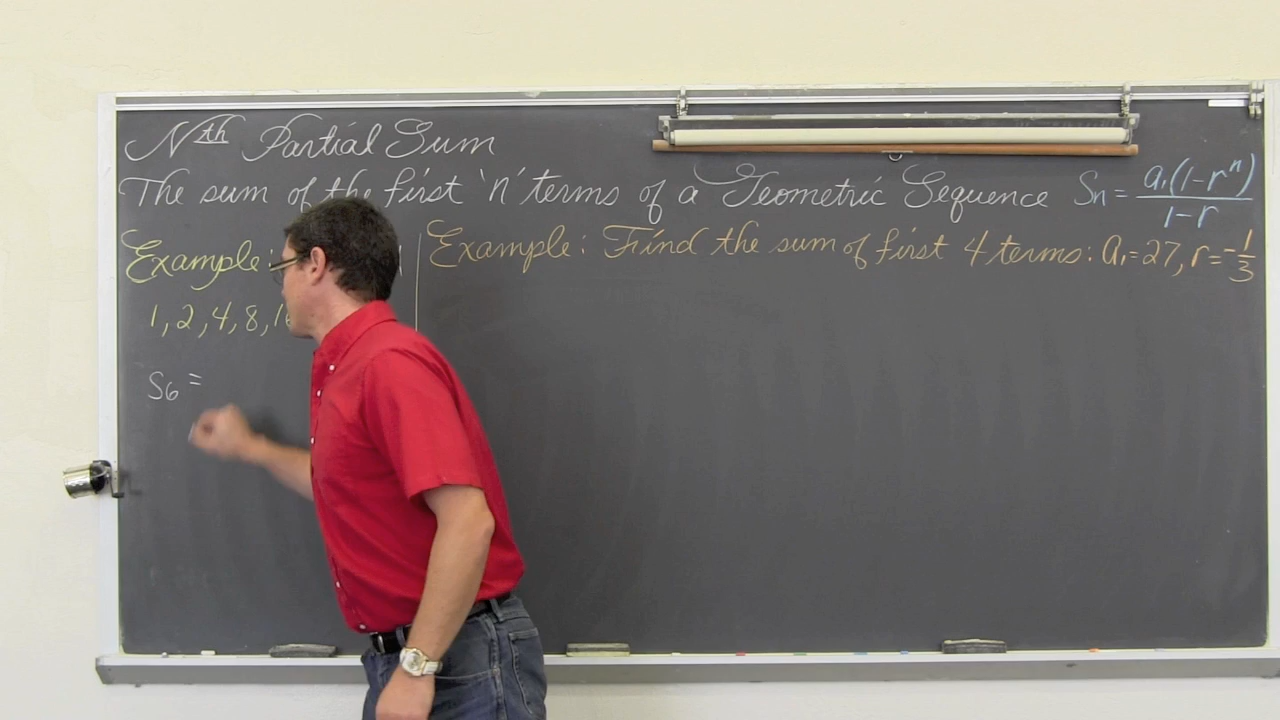 Nth Partial Sum
The sum of the first 'n' terms of a Geometric Sequence Sn = a1(1-r^n) / 1-r
Example:
1, 2, 4, 8, 16
S6 =
Example: Find the sum of first 4 terms: a1=27, r=-1/3